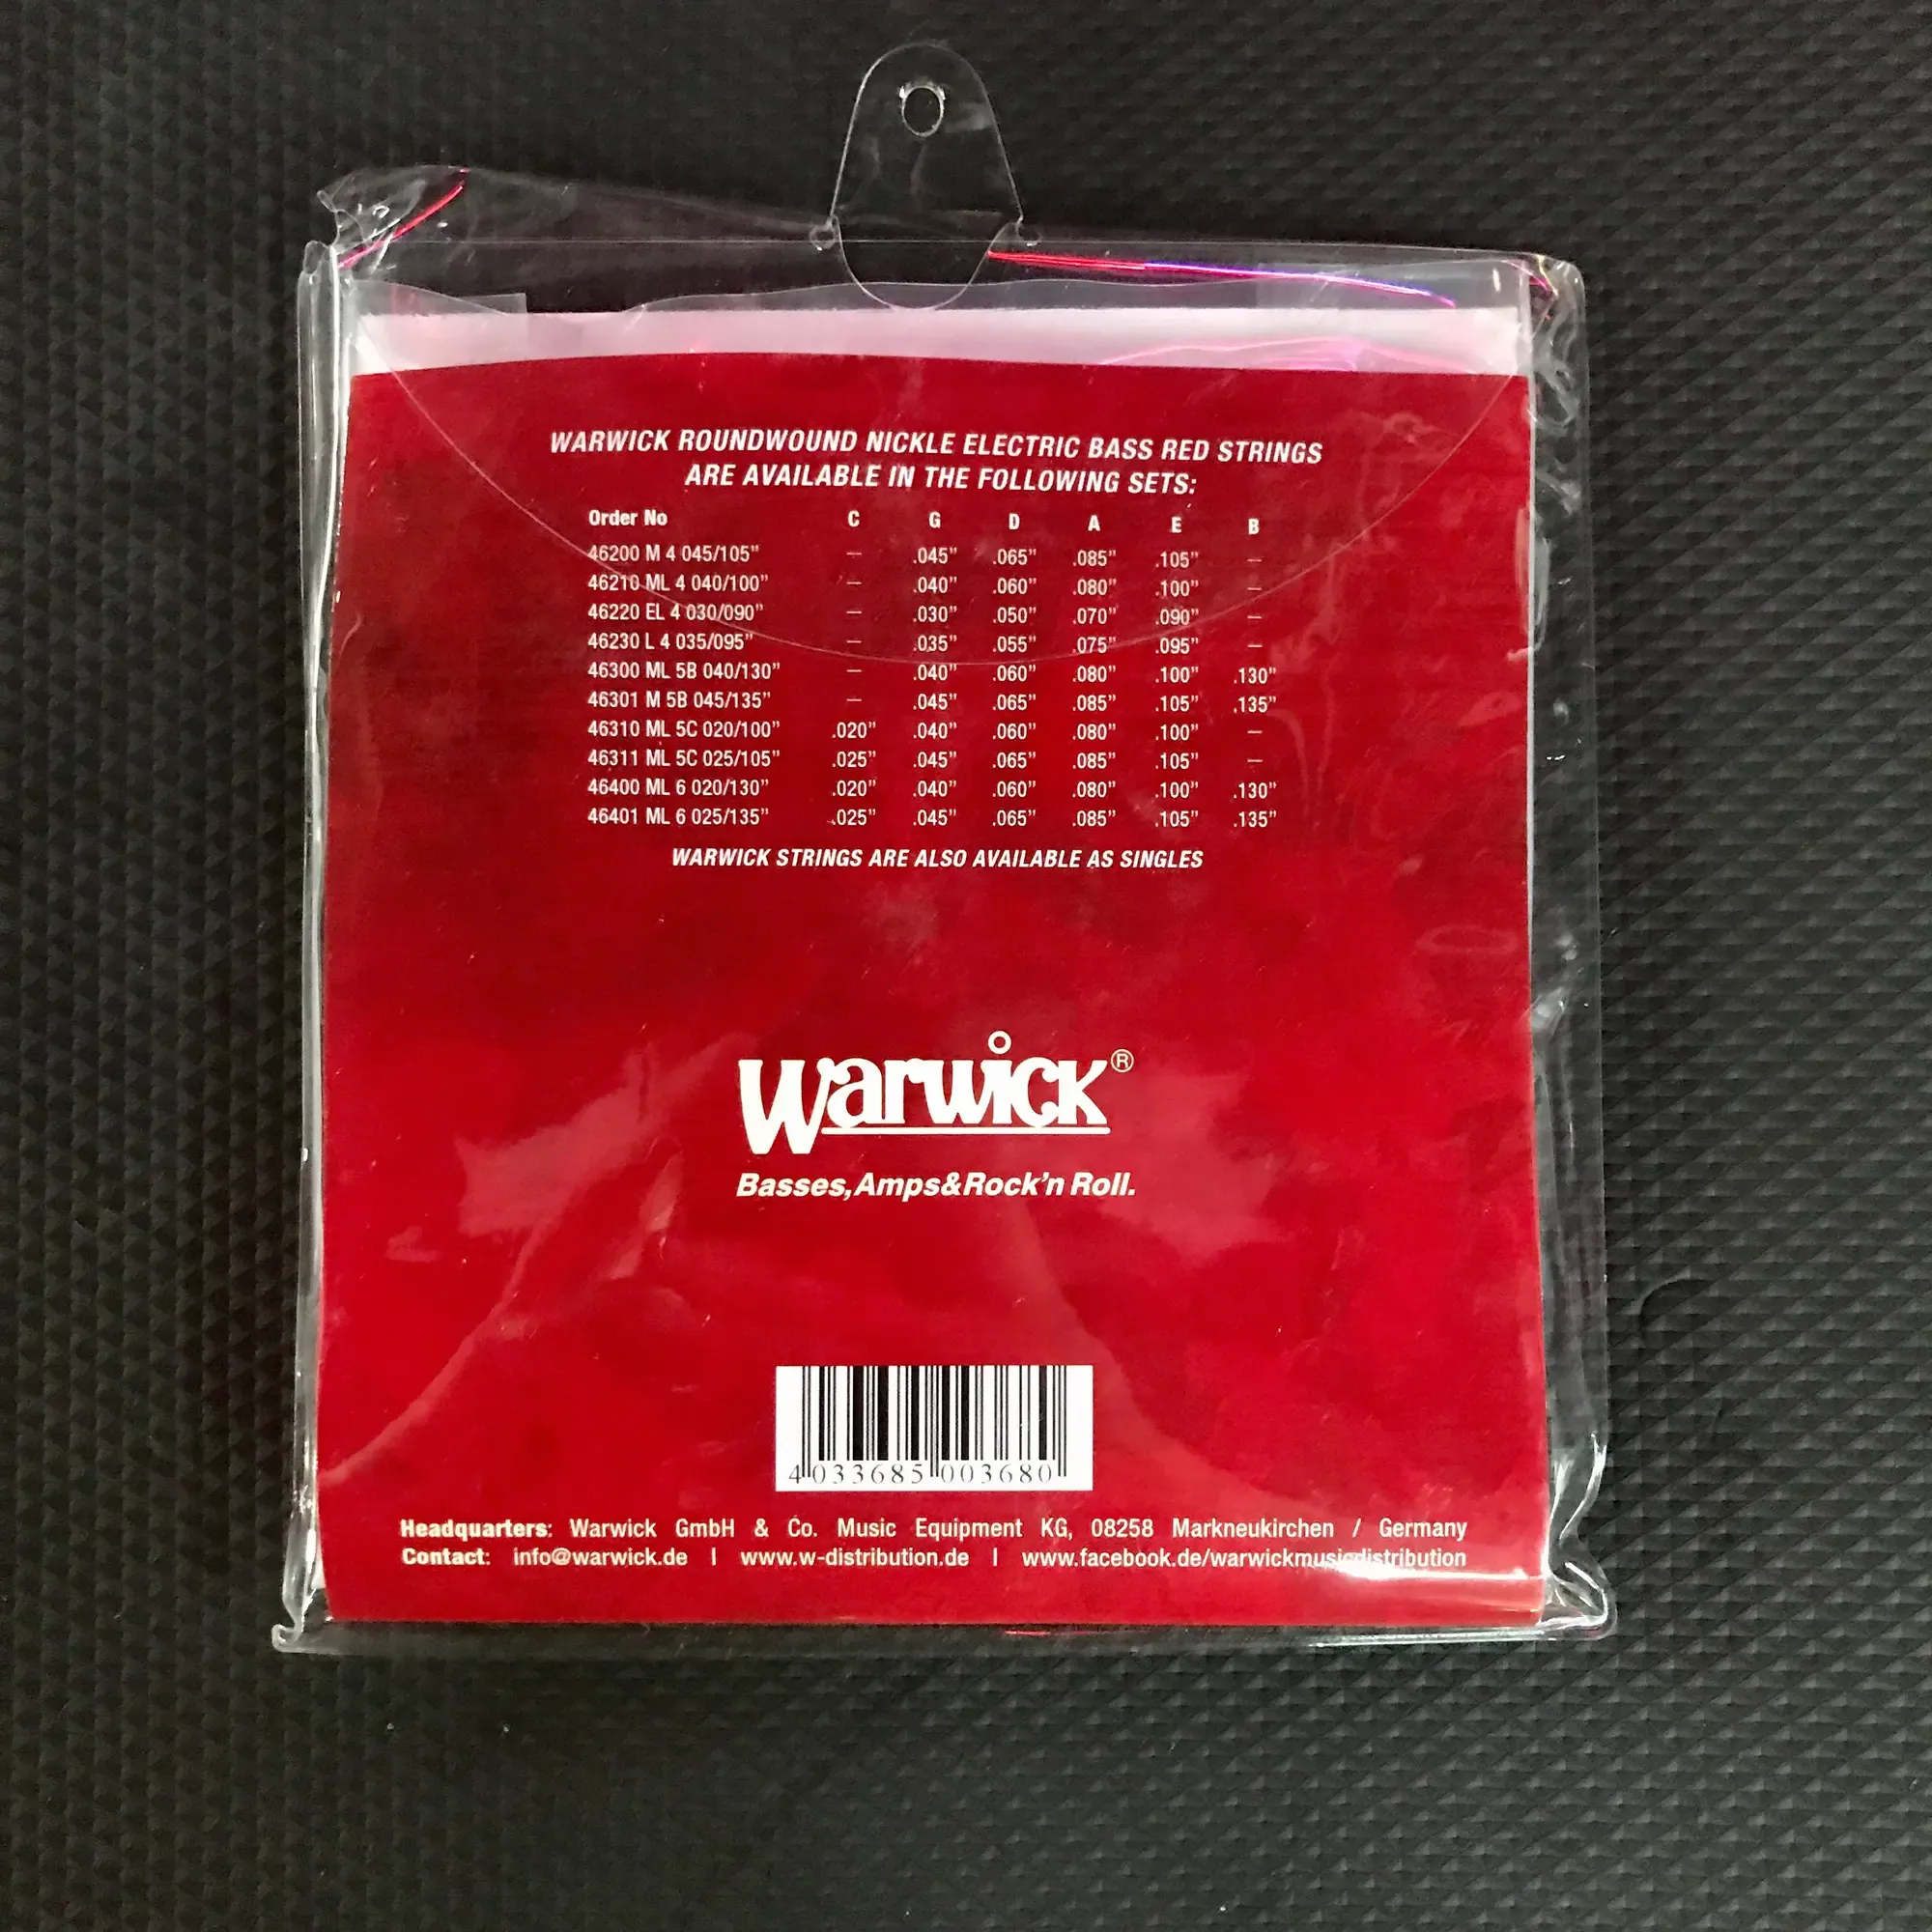 WARWICK ROUNDWOUND NICKLE ELECTRIC BASS RED STRINGS
ARE AVAILABLE IN THE FOLLOWING SETS:
Order No C G D A E B
46200 M 4 045/105" — .045" .065" .085" .105" —
46210 ML 4 040/100" — .040" .060" .080" .100" —
46220 EL 4 030/090" — .030" .050" .070" .090" —
46230 L 4 035/095" — .035" .055" .075" .095" —
46300 ML 5B 040/130" — .040" .060" .080" .100" .130"
46301 M 5B 045/135" — .045" .065" .085" .105" .135"
46310 ML 5C 020/100" .020" .040" .060" .080" .100" —
46311 ML 5C 025/105" .025" .045" .065" .085" .105" —
46400 ML 6 020/130" .020" .040" .060" .080" .100" .130"
46401 ML 6 025/135" .025" .045" .065" .085" .105" .135"
WARWICK STRINGS ARE ALSO AVAILABLE AS SINGLES
Warwick®
Basses,Amps&Rock'n Roll.
4 033685 003680
Headquarters: Warwick GmbH & Co. Music Equipment KG, 08258 Markneukirchen / Germany
Contact: info@warwick.de | www.w-distribution.de | www.facebook.de/warwickmusicdistribution